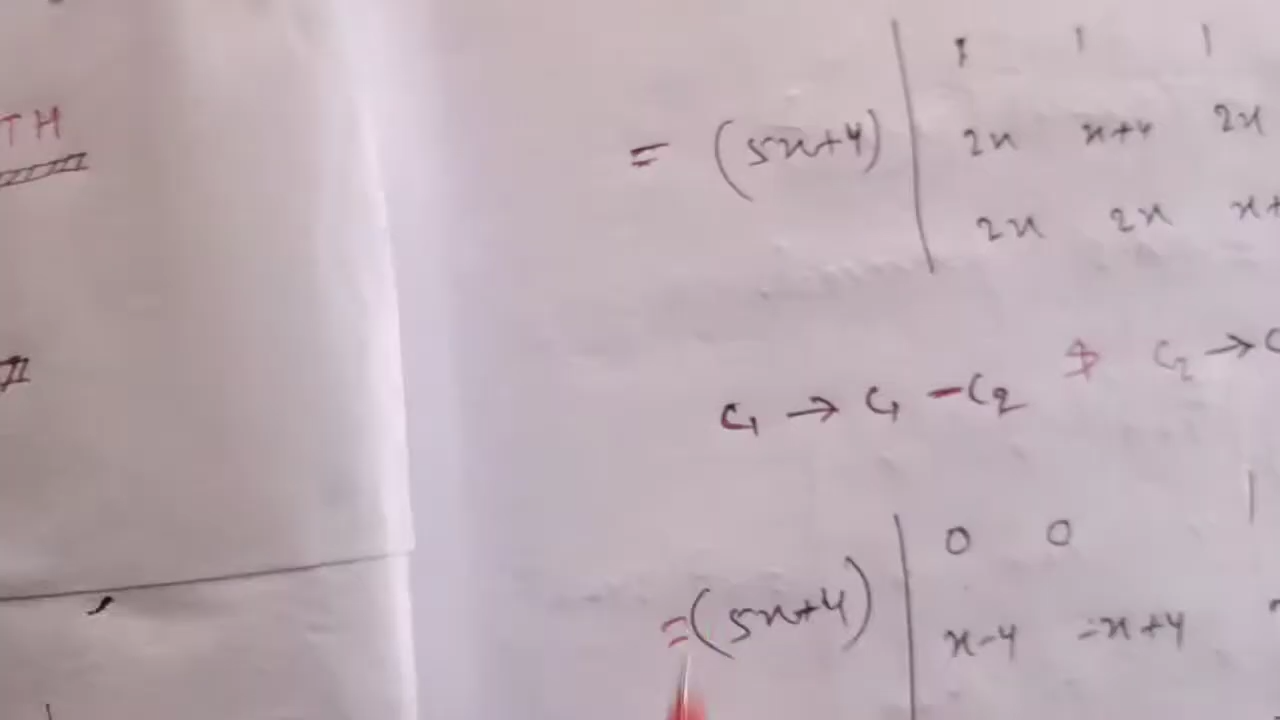 TH
1 1 1
= (5x+4) | 2x x+4 2x
2x 2x x+
C1 → C1 - C2 & C2 → C
0 0 1
= (5x+4) | x-4 -x+4